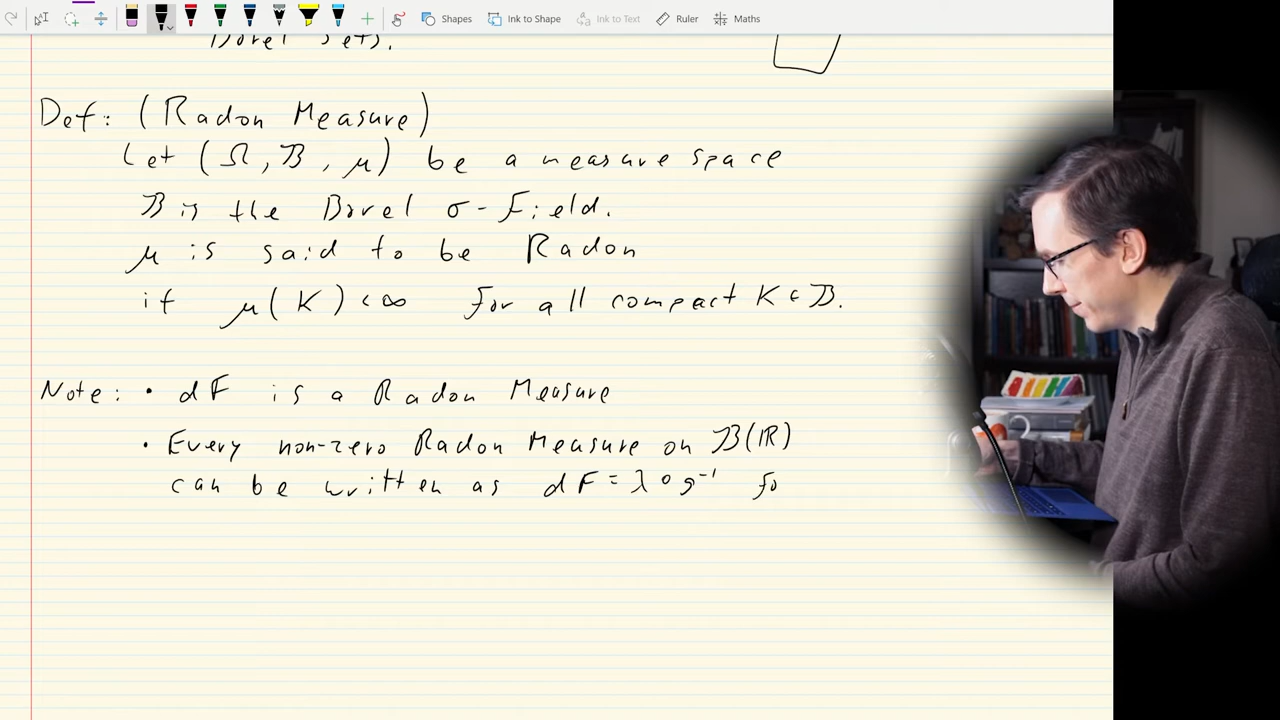 Shapes Ink to Shape Ink to Text Ruler Maths
Borel sets.
Def: (Radon Measure)
Let (Ω, B, μ) be a measure space
B is the Borel σ-Field.
μ is said to be Radon
if μ(K) < ∞ for all compact K ∈ B.
Note: • dF is a Radon Measure
• Every non-zero Radon Measure on B(ℝ)
can be written as dF = λ ∘ g⁻¹ fo